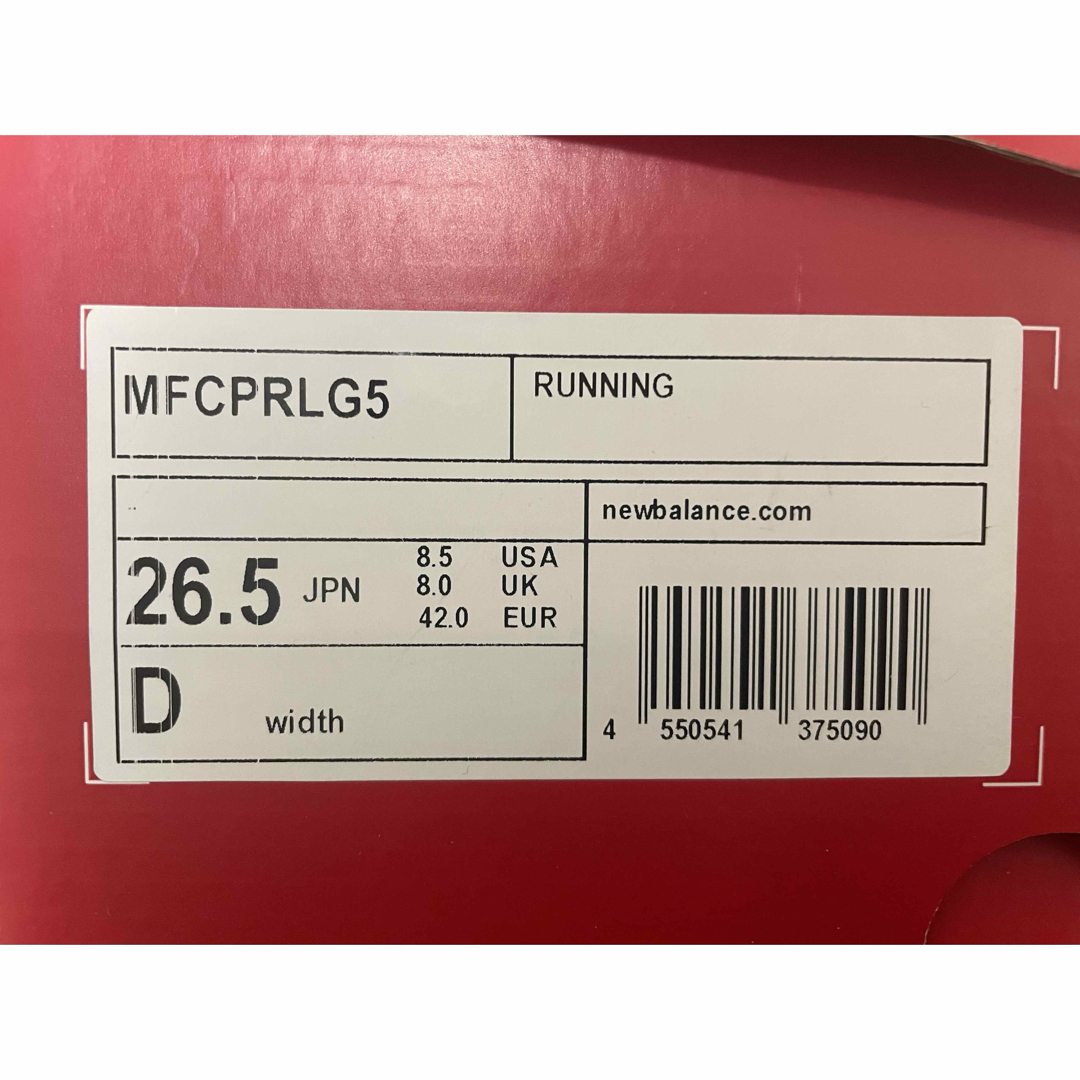 MFCPRLG5
RUNNING
newbalance.com
26.5 JPN
8.5 USA
8.0 UK
42.0 EUR
D width
4 550541 375090